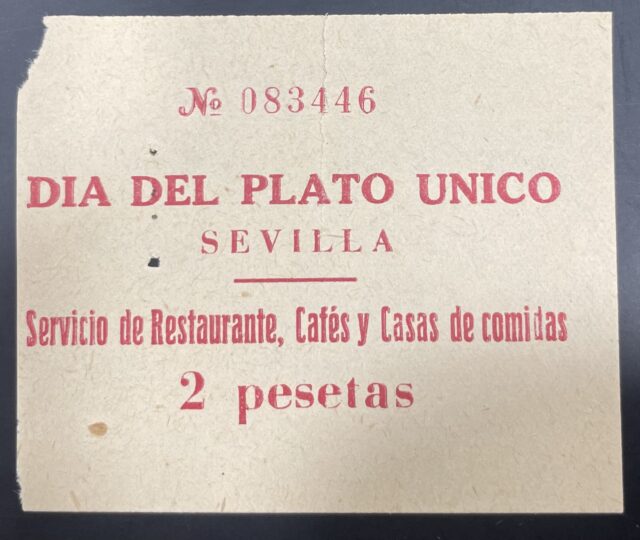 № 083446
DIA DEL PLATO UNICO
SEVILLA
Servicio de Restaurante, Cafés y Casas de comidas
2 pesetas